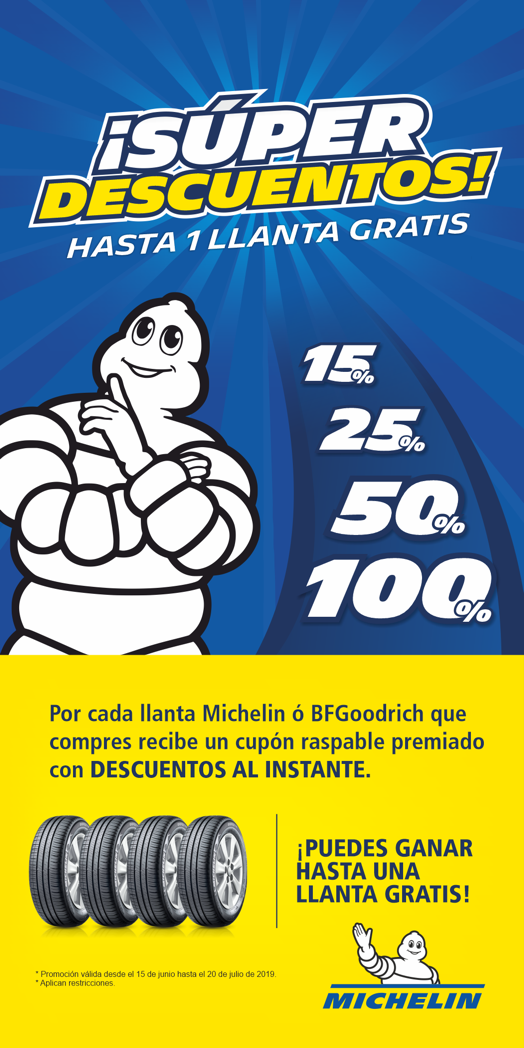 ¡SÚPER
DESCUENTOS!
HASTA 1 LLANTA GRATIS
15%
25%
50%
100%
Por cada llanta Michelin ó BFGoodrich que
compres recibe un cupón raspable premiado
con DESCUENTOS AL INSTANTE.
¡PUEDES GANAR
HASTA UNA
LLANTA GRATIS!
* Promoción válida desde el 15 de junio hasta el 20 de julio de 2019.
* Aplican restricciones.
MICHELIN